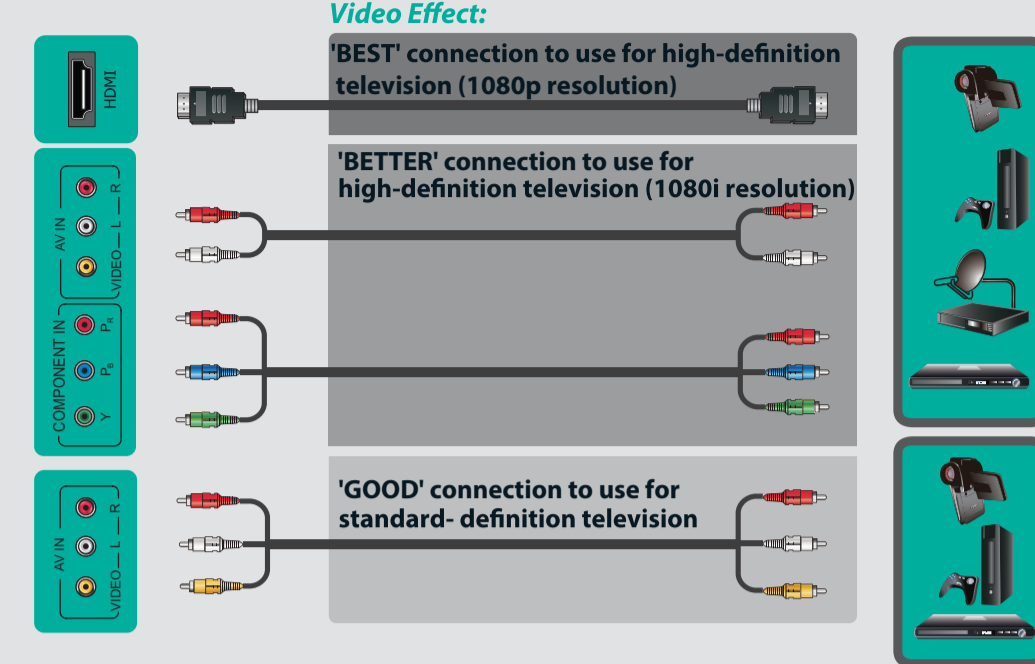 Video Effect:
'BEST' connection to use for high-definition
television (1080p resolution)
HDMI
'BETTER' connection to use for
high-definition television (1080i resolution)
AV IN
VIDEO L R
COMPONENT IN
Y PB PR
'GOOD' connection to use for
standard- definition television
AV IN
VIDEO L R